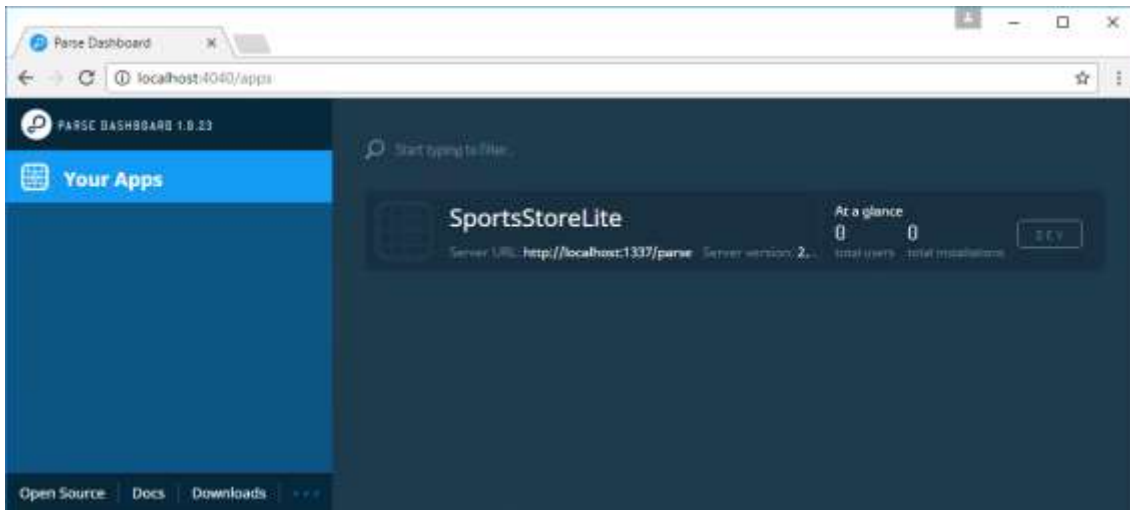 Parse Dashboard
localhost:4040/apps
PARSE DASHBOARD 1.0.23
Your Apps
Start typing to filter...
SportsStoreLite
Server URL: http://localhost:1337/parse Server version: 2...
At a glance
0 0
total users total installations
DEV
Open Source Docs Downloads